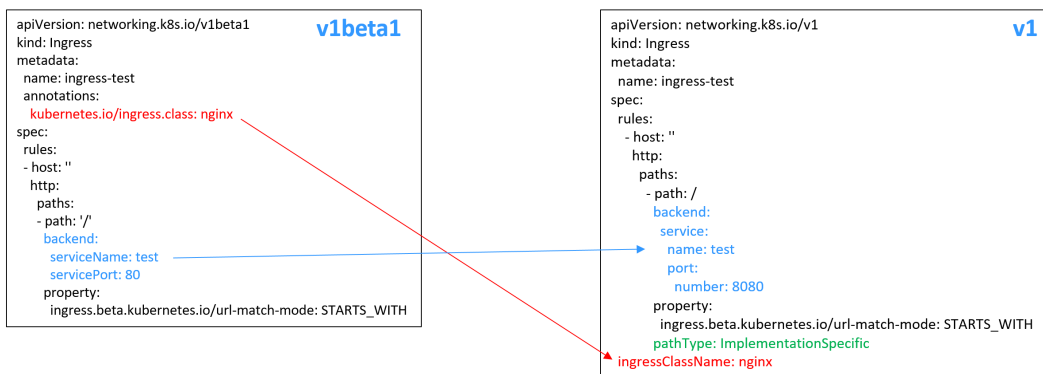 apiVersion: networking.k8s.io/v1beta1
v1beta1
kind: Ingress
metadata:
  name: ingress-test
  annotations:
    kubernetes.io/ingress.class: nginx
spec:
  rules:
  - host: ''
    http:
      paths:
      - path: '/'
        backend:
          serviceName: test
          servicePort: 80
        property:
          ingress.beta.kubernetes.io/url-match-mode: STARTS_WITH
apiVersion: networking.k8s.io/v1
v1
kind: Ingress
metadata:
  name: ingress-test
spec:
  rules:
    - host: ''
      http:
        paths:
          - path: /
            backend:
              service:
                name: test
                port:
                  number: 8080
            property:
              ingress.beta.kubernetes.io/url-match-mode: STARTS_WITH
            pathType: ImplementationSpecific
  ingressClassName: nginx